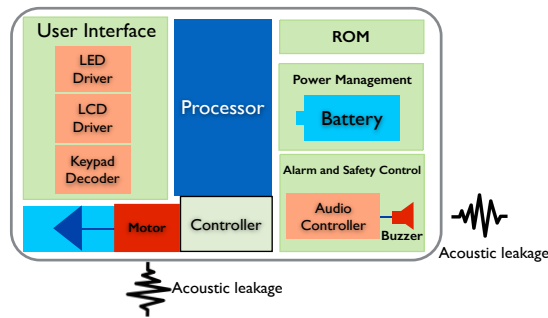 User Interface
LED
Driver
LCD
Driver
Keypad
Decoder
Processor
ROM
Power Management
Battery
Alarm and Safety Control
Audio
Controller
Buzzer
Motor
Controller
Acoustic leakage
Acoustic leakage